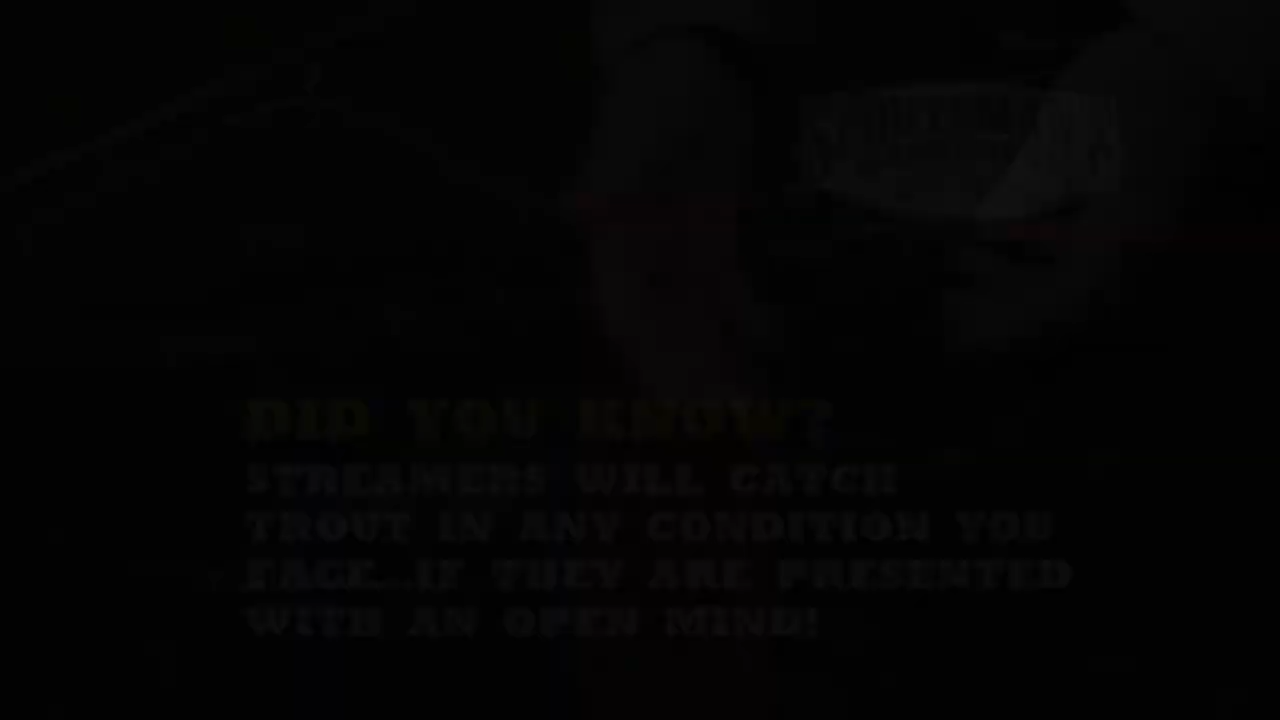 DID YOU KNOW?
STREAMERS WILL CATCH
TROUT IN ANY CONDITION YOU
FACE...IF THEY ARE PRESENTED
WITH AN OPEN MIND!